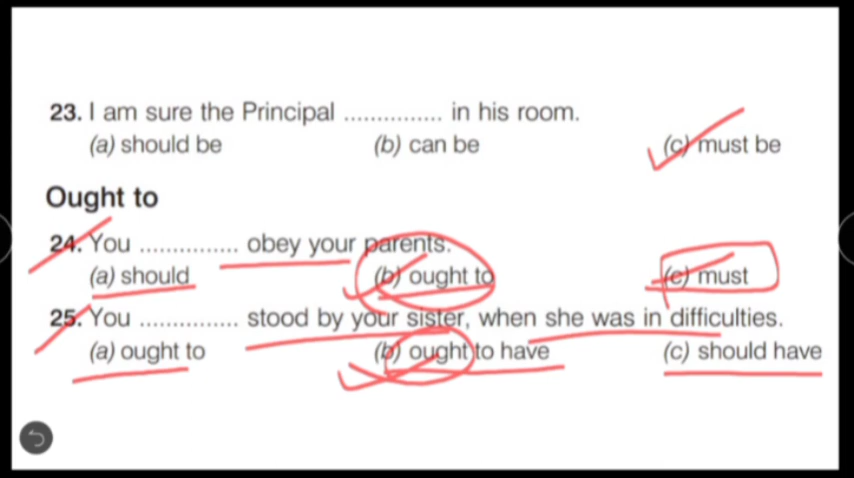 23. I am sure the Principal ............... in his room.
(a) should be (b) can be (c) must be
Ought to
24. You ............... obey your parents.
(a) should (b) ought to (c) must
25. You ............... stood by your sister, when she was in difficulties.
(a) ought to (b) ought to have (c) should have